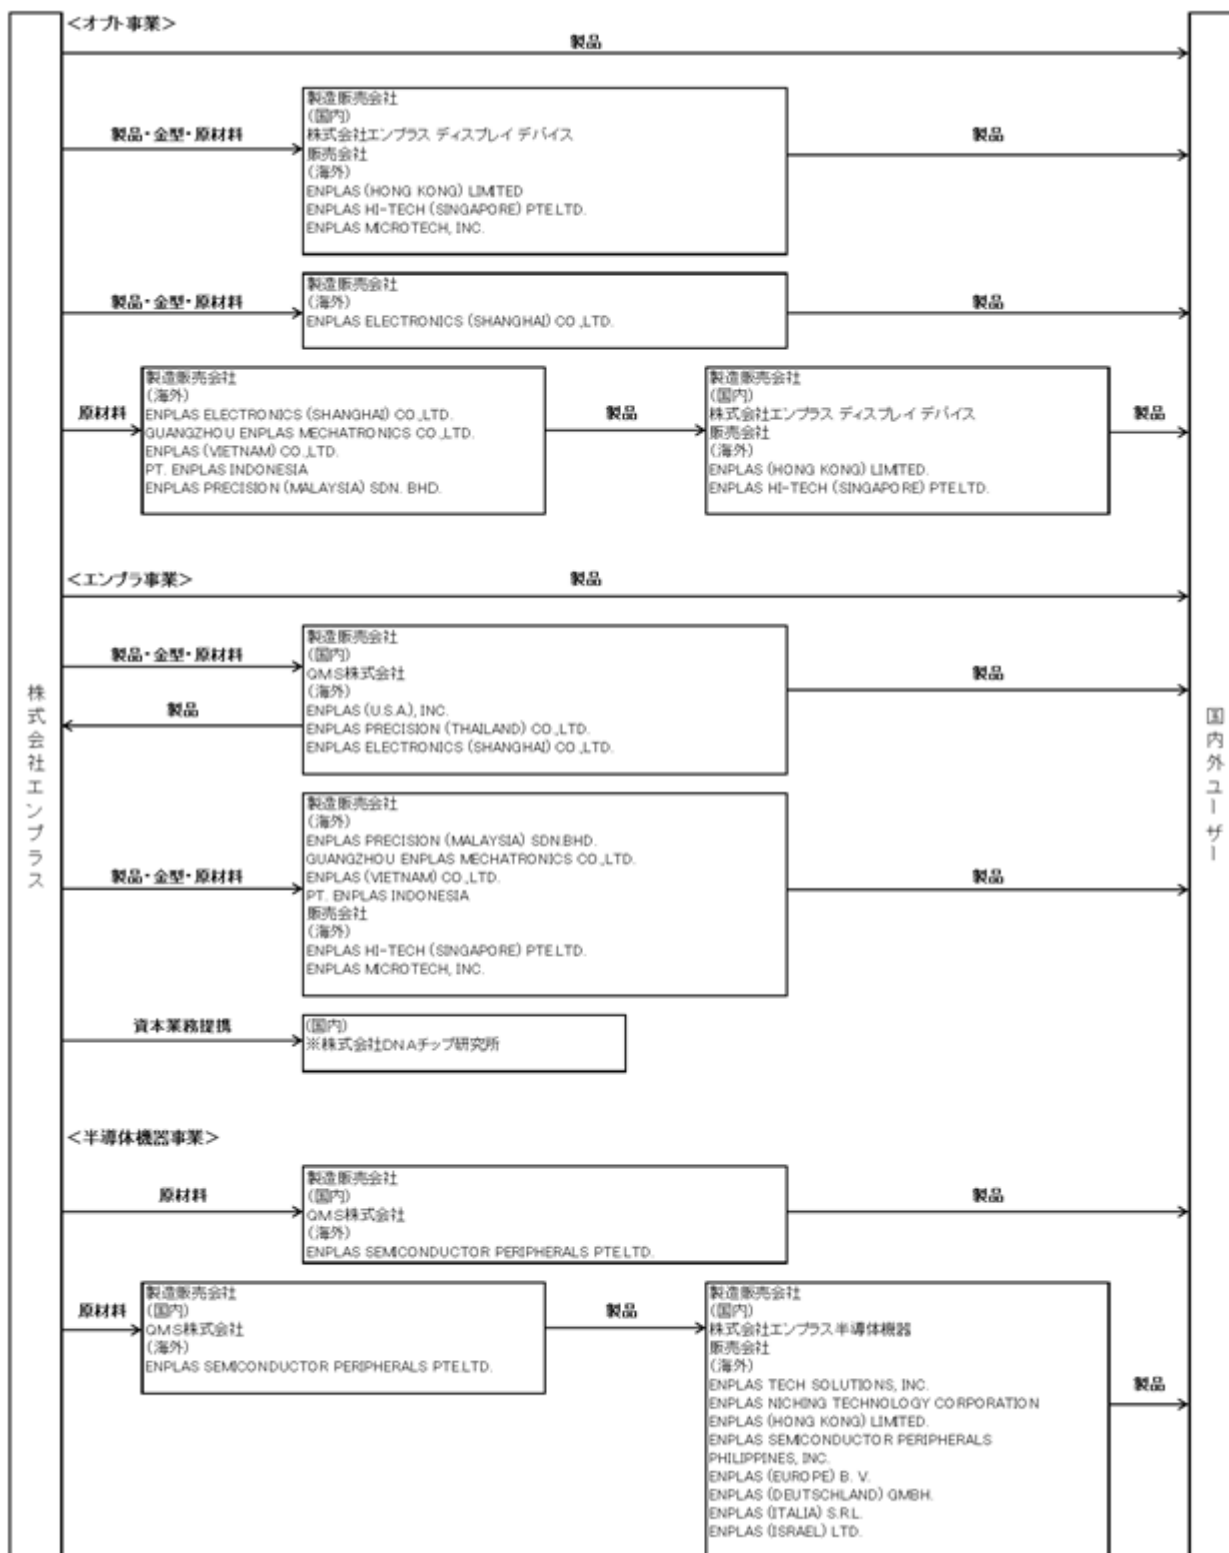 ＜オプト事業＞
製品
製品・金型・原材料
製造販売会社
（国内）
株式会社エンプラス ディスプレイ デバイス
販売会社
（海外）
ENPLAS (HONG KONG) LIMITED
ENPLAS HI-TECH (SINGAPORE) PTE.LTD.
ENPLAS MICROTECH, INC.
製品
製品・金型・原材料
製造販売会社
（海外）
ENPLAS ELECTRONICS (SHANGHAI) CO.,LTD.
製品
原材料
製造販売会社
（海外）
ENPLAS ELECTRONICS (SHANGHAI) CO.,LTD.
GUANGZHOU ENPLAS MECHATRONICS CO.,LTD.
ENPLAS (VIETNAM) CO.,LTD.
PT. ENPLAS INDONESIA
ENPLAS PRECISION (MALAYSIA) SDN. BHD.
製品
製造販売会社
（国内）
株式会社エンプラス ディスプレイ デバイス
販売会社
（海外）
ENPLAS (HONG KONG) LIMITED.
ENPLAS HI-TECH (SINGAPORE) PTE.LTD.
製品
＜エンプラ事業＞
製品
製品・金型・原材料
製品
製造販売会社
（国内）
QMS株式会社
（海外）
ENPLAS (U.S.A.), INC.
ENPLAS PRECISION (THAILAND) CO.,LTD.
ENPLAS ELECTRONICS (SHANGHAI) CO.,LTD.
製品
株式会社エンプラス
国内外ユーザー
製品・金型・原材料
製造販売会社
（海外）
ENPLAS PRECISION (MALAYSIA) SDN.BHD.
GUANGZHOU ENPLAS MECHATRONICS CO.,LTD.
ENPLAS (VIETNAM) CO.,LTD.
PT. ENPLAS INDONESIA
販売会社
（海外）
ENPLAS HI-TECH (SINGAPORE) PTE.LTD.
ENPLAS MICROTECH, INC.
製品
資本業務提携
（国内）
※株式会社DNAチップ研究所
＜半導体機器事業＞
原材料
製造販売会社
（国内）
QMS株式会社
（海外）
ENPLAS SEMICONDUCTOR PERIPHERALS PTE.LTD.
製品
原材料
製造販売会社
（国内）
QMS株式会社
（海外）
ENPLAS SEMICONDUCTOR PERIPHERALS PTE.LTD.
製品
製造販売会社
（国内）
株式会社エンプラス半導体機器
販売会社
（海外）
ENPLAS TECH SOLUTIONS, INC.
ENPLAS NICHING TECHNOLOGY CORPORATION
ENPLAS (HONG KONG) LIMITED.
ENPLAS SEMICONDUCTOR PERIPHERALS
PHILIPPINES, INC.
ENPLAS (EUROPE) B. V.
ENPLAS (DEUTSCHLAND) GMBH.
ENPLAS (ITALIA) S.R.L.
ENPLAS (ISRAEL) LTD.
製品